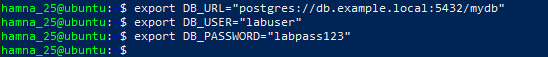 hamna_25@ubuntu: $ export DB_URL="postgres://db.example.local:5432/mydb"
hamna_25@ubuntu: $ export DB_USER="labuser"
hamna_25@ubuntu: $ export DB_PASSWORD="labpass123"
hamna_25@ubuntu: $